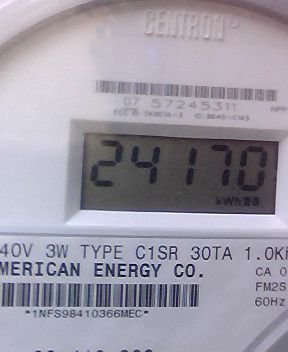 CENTRON
07 57245311
24170
kWh
40V 3W TYPE C1SR 30TA 1.0K
MERICAN ENERGY CO.
CA 0
FM2S
60Hz
*1NFS98410366MEC*